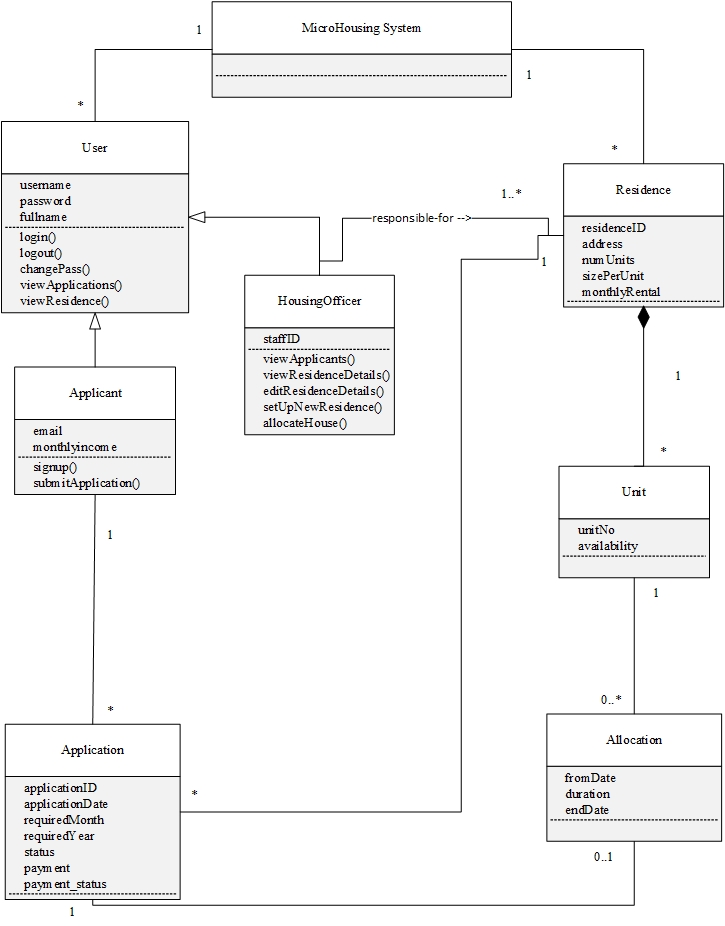 MicroHousing System
1
1
*
*
User
username
password
fullname
login()
logout()
changePass()
viewApplications()
viewResidence()
Residence
residenceID
address
numUnits
sizePerUnit
monthlyRental
1..*
responsible-for -->
1
HousingOfficer
staffID
viewApplicants()
viewResidenceDetails()
editResidenceDetails()
setUpNewResidence()
allocateHouse()
Applicant
email
monthlyincome
signup()
submitApplication()
1
*
Unit
unitNo
availability
1
1
*
0..*
Application
applicationID
applicationDate
requiredMonth
requiredYear
status
payment
payment_status
*
Allocation
fromDate
duration
endDate
0..1
1